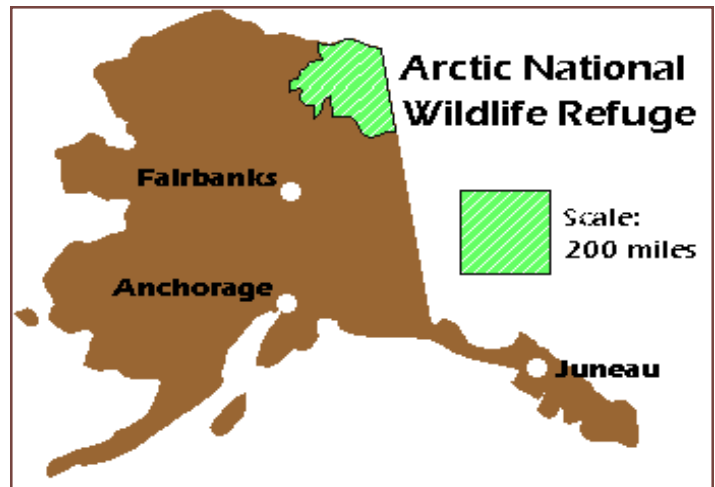 Arctic National
Wildlife Refuge
Fairbanks
Scale:
200 miles
Anchorage
Juneau